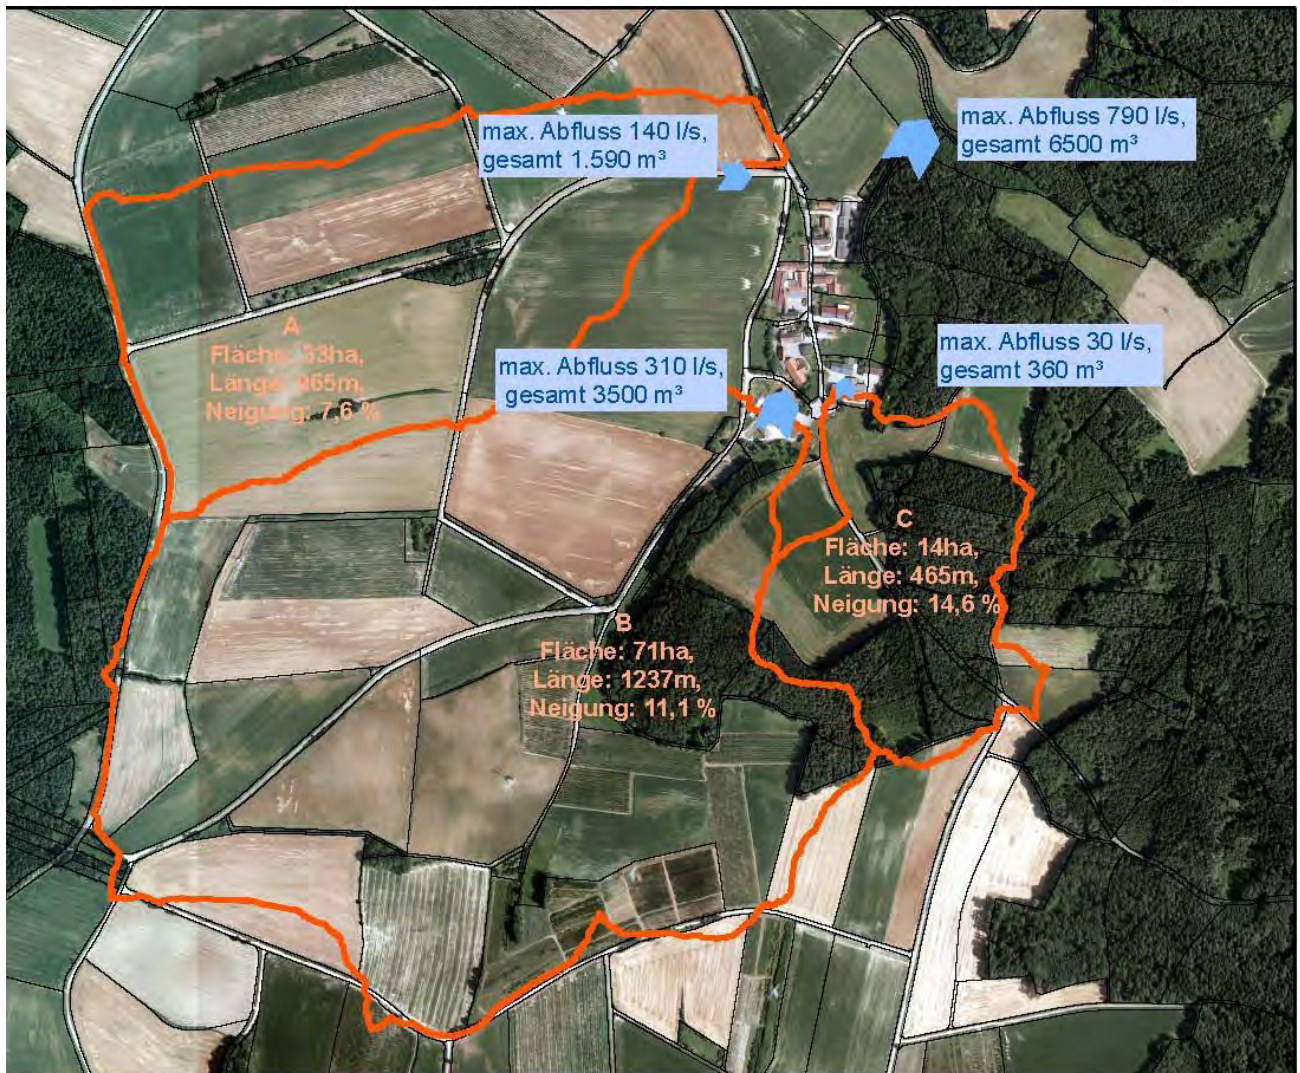 max. Abfluss 140 l/s,
gesamt 1.590 m³
max. Abfluss 790 l/s,
gesamt 6500 m³
A
Fläche: 33ha,
Länge: 965m,
Neigung: 7,6 %
max. Abfluss 310 l/s,
gesamt 3500 m³
max. Abfluss 30 l/s,
gesamt 360 m³
C
Fläche: 14ha,
Länge: 465m,
Neigung: 14,6 %
B
Fläche: 71ha,
Länge: 1237m,
Neigung: 11,1 %